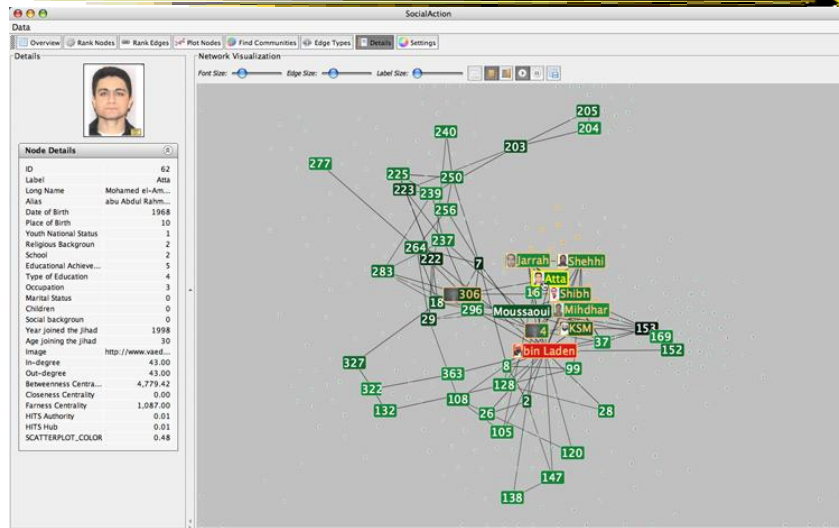 SocialAction
Data
Overview Rank Nodes Rank Edges Plot Nodes Find Communities Edge Types Details Settings
Details
Network Visualization
Font Size: Edge Size: Label Size:
Node Details
ID 62
Label Atta
Long Name Mohamed el-Am...
Alias abu Abdul Rahm...
Date of Birth 1968
Place of Birth 10
Youth National Status 1
Religious Backgroun 2
School 2
Educational Achieve... 5
Type of Education 4
Occupation 3
Marital Status 0
Children 0
Social backgroun 0
Year Joined the Jihad 1998
Age joining the jihad 30
Image http://www.vaed...
In-degree 43.00
Out-degree 43.00
Betweenness Centra... 4,779.42
Closeness Centrality 0.00
Farness Centrality 1,087.00
HITS Authority 0.01
HITS Hub 0.01
SCATTERPLOT_COLOR 0.48
205
204
240
203
277
225
250
223 239
256
237
264
222
7
283
Jarrah Shehhi
Atta
306 16 Shibh
18
296 Moussaoui Mihdhar
29
4 KSM 153
37 169
bin Laden 152
327
8 99
363
322 128
108 2
132 26 28
105
120
147
138